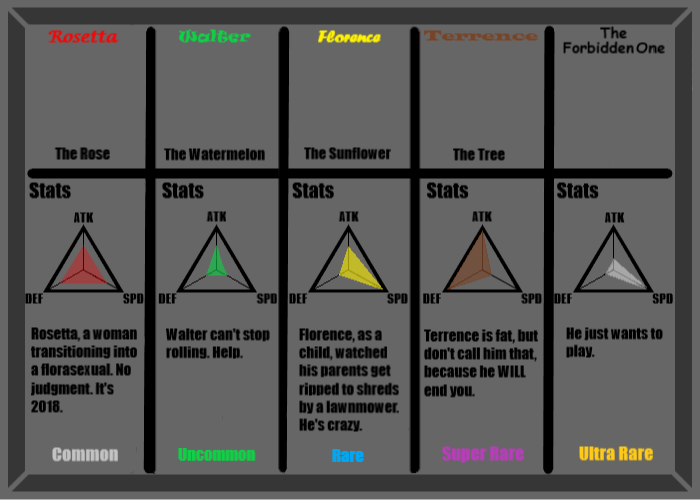 Rosetta
The Rose
Stats
ATK
DEF
SPD
Rosetta, a woman
transitioning into
a florasexual. No
judgment. It's
2018.
Common
Walter
The Watermelon
Stats
ATK
DEF
SPD
Walter can't stop
rolling. Help.
Uncommon
Florence
The Sunflower
Stats
ATK
DEF
SPD
Florence, as a
child, watched
his parents get
ripped to shreds
by a lawnmower.
He's crazy.
Rare
Terrence
The Tree
Stats
ATK
DEF
SPD
Terrence is fat, but
don't call him that,
because he WILL
end you.
Super Rare
The
Forbidden One
Stats
ATK
DEF
SPD
He just wants to
play.
Ultra Rare